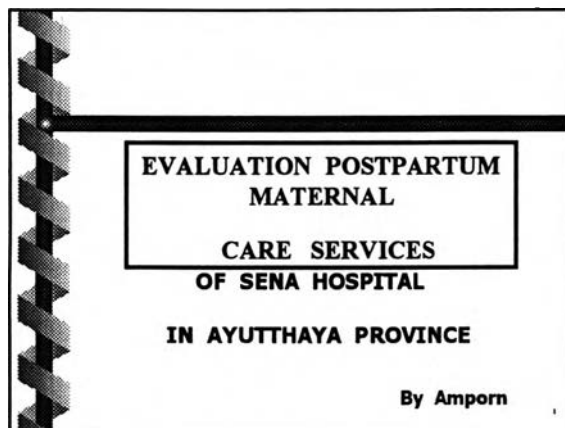 EVALUATION POSTPARTUM
MATERNAL
CARE SERVICES
OF SENA HOSPITAL
IN AYUTTHAYA PROVINCE
By Amporn